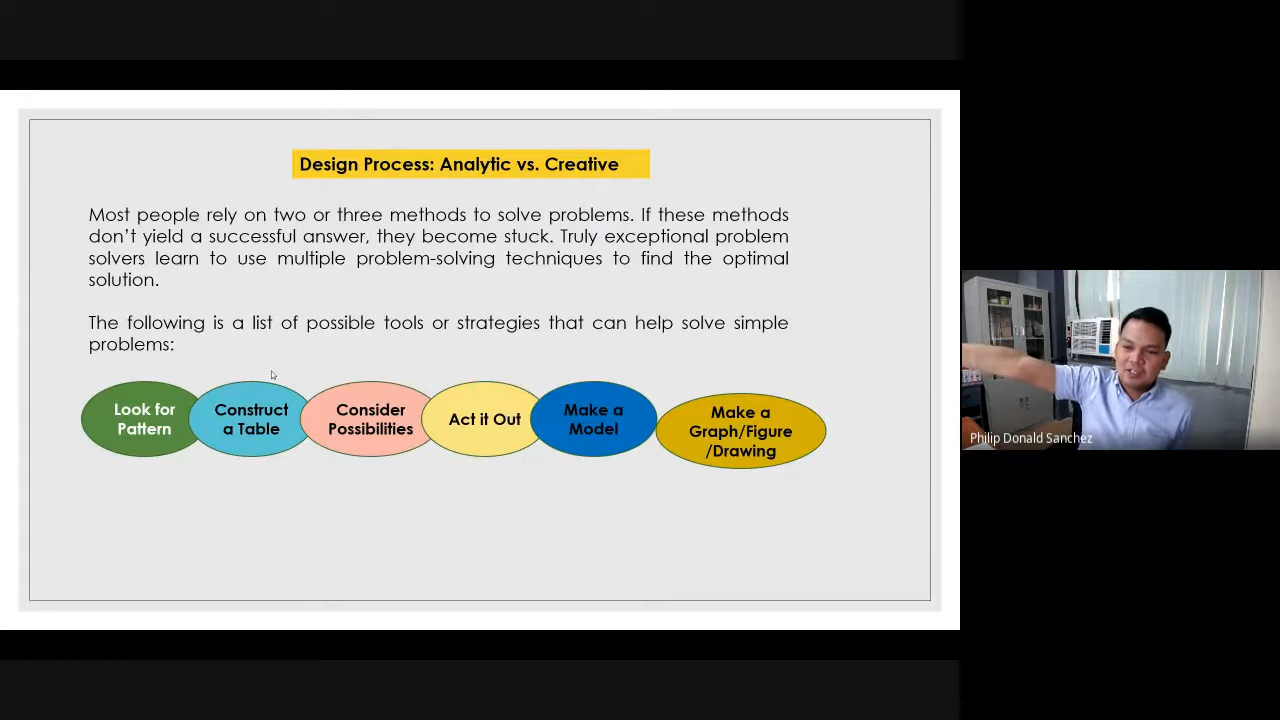 Design Process: Analytic vs. Creative
Most people rely on two or three methods to solve problems. If these methods
don’t yield a successful answer, they become stuck. Truly exceptional problem
solvers learn to use multiple problem-solving techniques to find the optimal
solution.
The following is a list of possible tools or strategies that can help solve simple
problems:
Look for
Pattern
Construct
a Table
Consider
Possibilities
Act it Out
Make a
Model
Make a
Graph/Figure
/Drawing
Philip Donald Sanchez